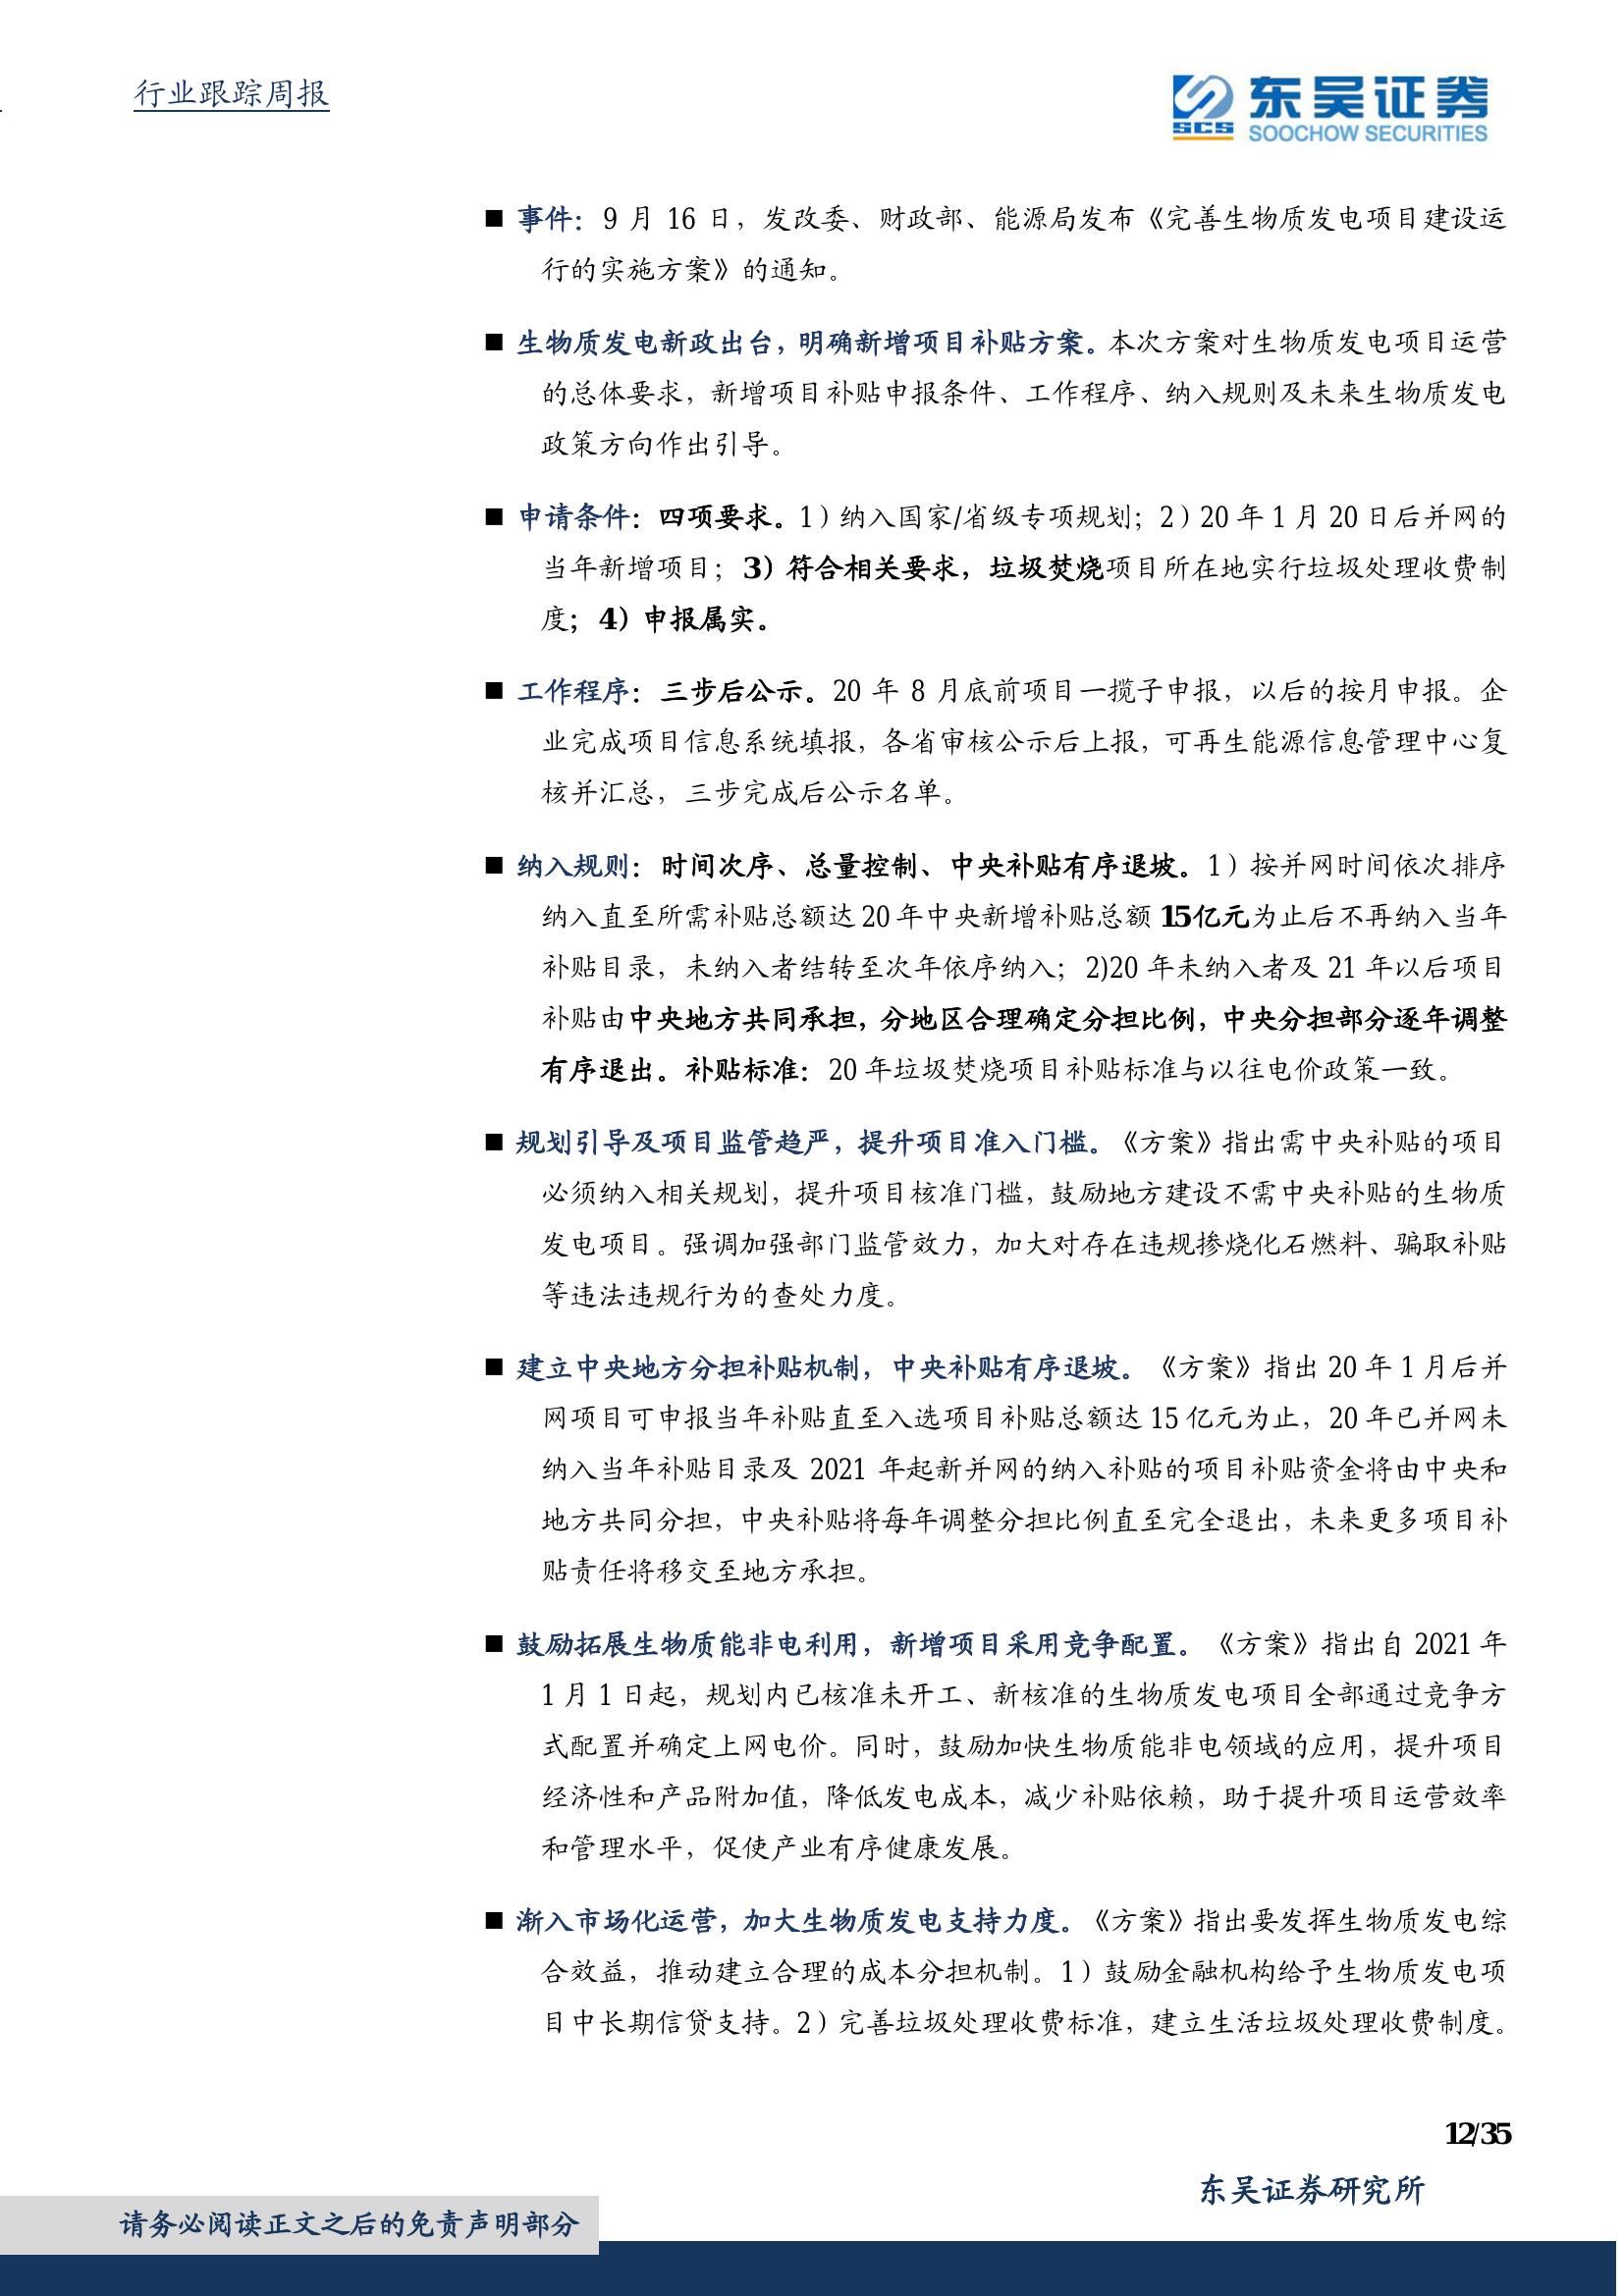 行业跟踪周报
SCS 东吴证券
SOOCHOW SECURITIES
■ 事件：9 月 16 日，发改委、财政部、能源局发布《完善生物质发电项目建设运
行的实施方案》的通知。
■ 生物质发电新政出台，明确新增项目补贴方案。本次方案对生物质发电项目运营
的总体要求，新增项目补贴申报条件、工作程序、纳入规则及未来生物质发电
政策方向作出引导。
■ 申请条件：四项要求。1）纳入国家/省级专项规划；2）20 年 1 月 20 日后并网的
当年新增项目；3）符合相关要求，垃圾焚烧项目所在地实行垃圾处理收费制
度；4）申报属实。
■ 工作程序：三步后公示。20 年 8 月底前项目一揽子申报，以后的按月申报。企
业完成项目信息系统填报，各省审核公示后上报，可再生能源信息管理中心复
核并汇总，三步完成后公示名单。
■ 纳入规则：时间次序、总量控制、中央补贴有序退坡。1）按并网时间依次排序
纳入直至所需补贴总额达 20 年中央新增补贴总额 15亿元为止后不再纳入当年
补贴目录，未纳入者结转至次年依序纳入；2)20 年未纳入者及 21 年以后项目
补贴由中央地方共同承担，分地区合理确定分担比例，中央分担部分逐年调整
有序退出。补贴标准：20 年垃圾焚烧项目补贴标准与以往电价政策一致。
■ 规划引导及项目监管趋严，提升项目准入门槛。《方案》指出需中央补贴的项目
必须纳入相关规划，提升项目核准门槛，鼓励地方建设不需中央补贴的生物质
发电项目。强调加强部门监管效力，加大对存在违规掺烧化石燃料、骗取补贴
等违法违规行为的查处力度。
■ 建立中央地方分担补贴机制，中央补贴有序退坡。《方案》指出 20 年 1 月后并
网项目可申报当年补贴直至入选项目补贴总额达 15 亿元为止，20 年已并网未
纳入当年补贴目录及 2021 年起新并网的纳入补贴的项目补贴资金将由中央和
地方共同分担，中央补贴将每年调整分担比例直至完全退出，未来更多项目补
贴责任将移交至地方承担。
■ 鼓励拓展生物质能非电利用，新增项目采用竞争配置。《方案》指出自 2021 年
1 月 1 日起，规划内已核准未开工、新核准的生物质发电项目全部通过竞争方
式配置并确定上网电价。同时，鼓励加快生物质能非电领域的应用，提升项目
经济性和产品附加值，降低发电成本，减少补贴依赖，助于提升项目运营效率
和管理水平，促使产业有序健康发展。
■ 渐入市场化运营，加大生物质发电支持力度。《方案》指出要发挥生物质发电综
合效益，推动建立合理的成本分担机制。1）鼓励金融机构给予生物质发电项
目中长期信贷支持。2）完善垃圾处理收费标准，建立生活垃圾处理收费制度。
12/35
东吴证券研究所
请务必阅读正文之后的免责声明部分